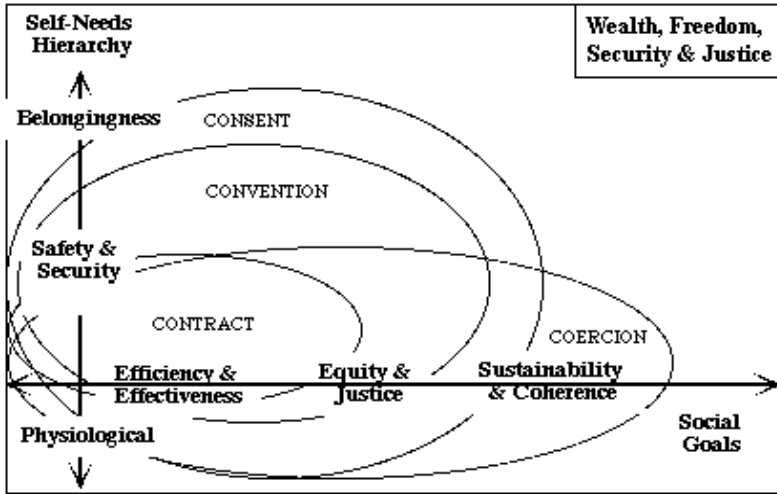 Self-Needs
Hierarchy
Wealth, Freedom,
Security & Justice
Belongingness
CONSENT
CONVENTION
Safety &
Security
CONTRACT
COERCION
Efficiency &
Effectiveness
Equity &
Justice
Sustainability
& Coherence
Physiological
Social
Goals